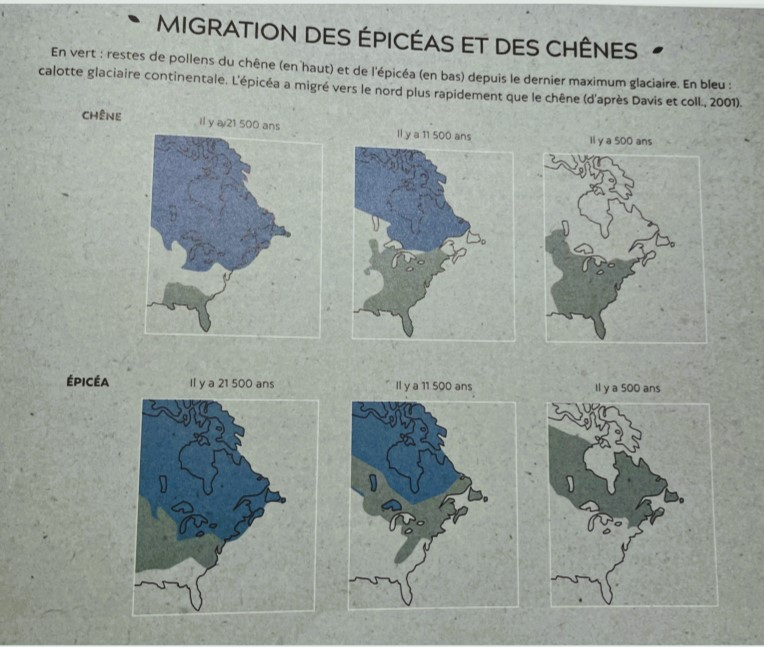 MIGRATION DES ÉPICÉAS ET DES CHÊNES
En vert : restes de pollens du chêne (en haut) et de l'épicéa (en bas) depuis le dernier maximum glaciaire. En bleu :
calotte glaciaire continentale. L'épicéa a migré vers le nord plus rapidement que le chêne (d'après Davis et coll., 2001).
CHÊNE
Il y a 21 500 ans
Il y a 11 500 ans
Il y a 500 ans
ÉPICÉA
Il y a 21 500 ans
Il y a 11 500 ans
Il y a 500 ans